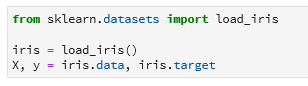 from sklearn.datasets import load_iris

iris = load_iris()
X, y = iris.data, iris.target